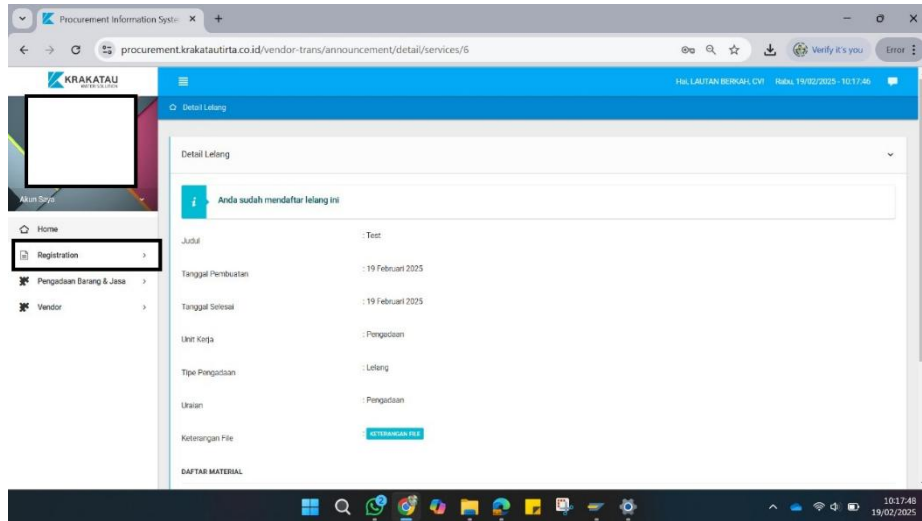 Procurement Information Syste
procurement.krakatautirta.co.id/vendor-trans/announcement/detail/services/6
Verify it's you
Error
KRAKATAU
Hai, LAUTAN BERKAH, CV!
Rabu, 19/02/2025 - 10:17:46
Detail Lelang
Akun Saya
Home
Registration
Pengadaan Barang & Jasa
Vendor
Detail Lelang
Anda sudah mendaftar lelang ini
Judul : Test
Tanggal Pembuatan : 19 Februari 2025
Tanggal Selesai : 19 Februari 2025
Unit Kerja : Pengadaan
Tipe Pengadaan : Lelang
Uraian : Pengadaan
Keterangan File : KETERANGAN FILE
DAFTAR MATERIAL
2
10:17:48
19/02/2025